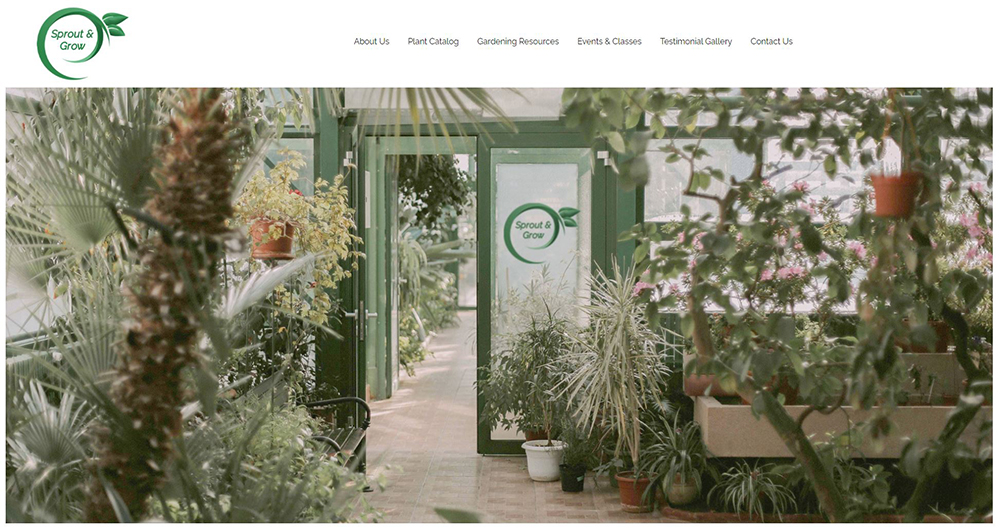 Sprout &
Grow
About Us
Plant Catalog
Gardening Resources
Events & Classes
Testimonial Gallery
Contact Us
Sprout &
Grow